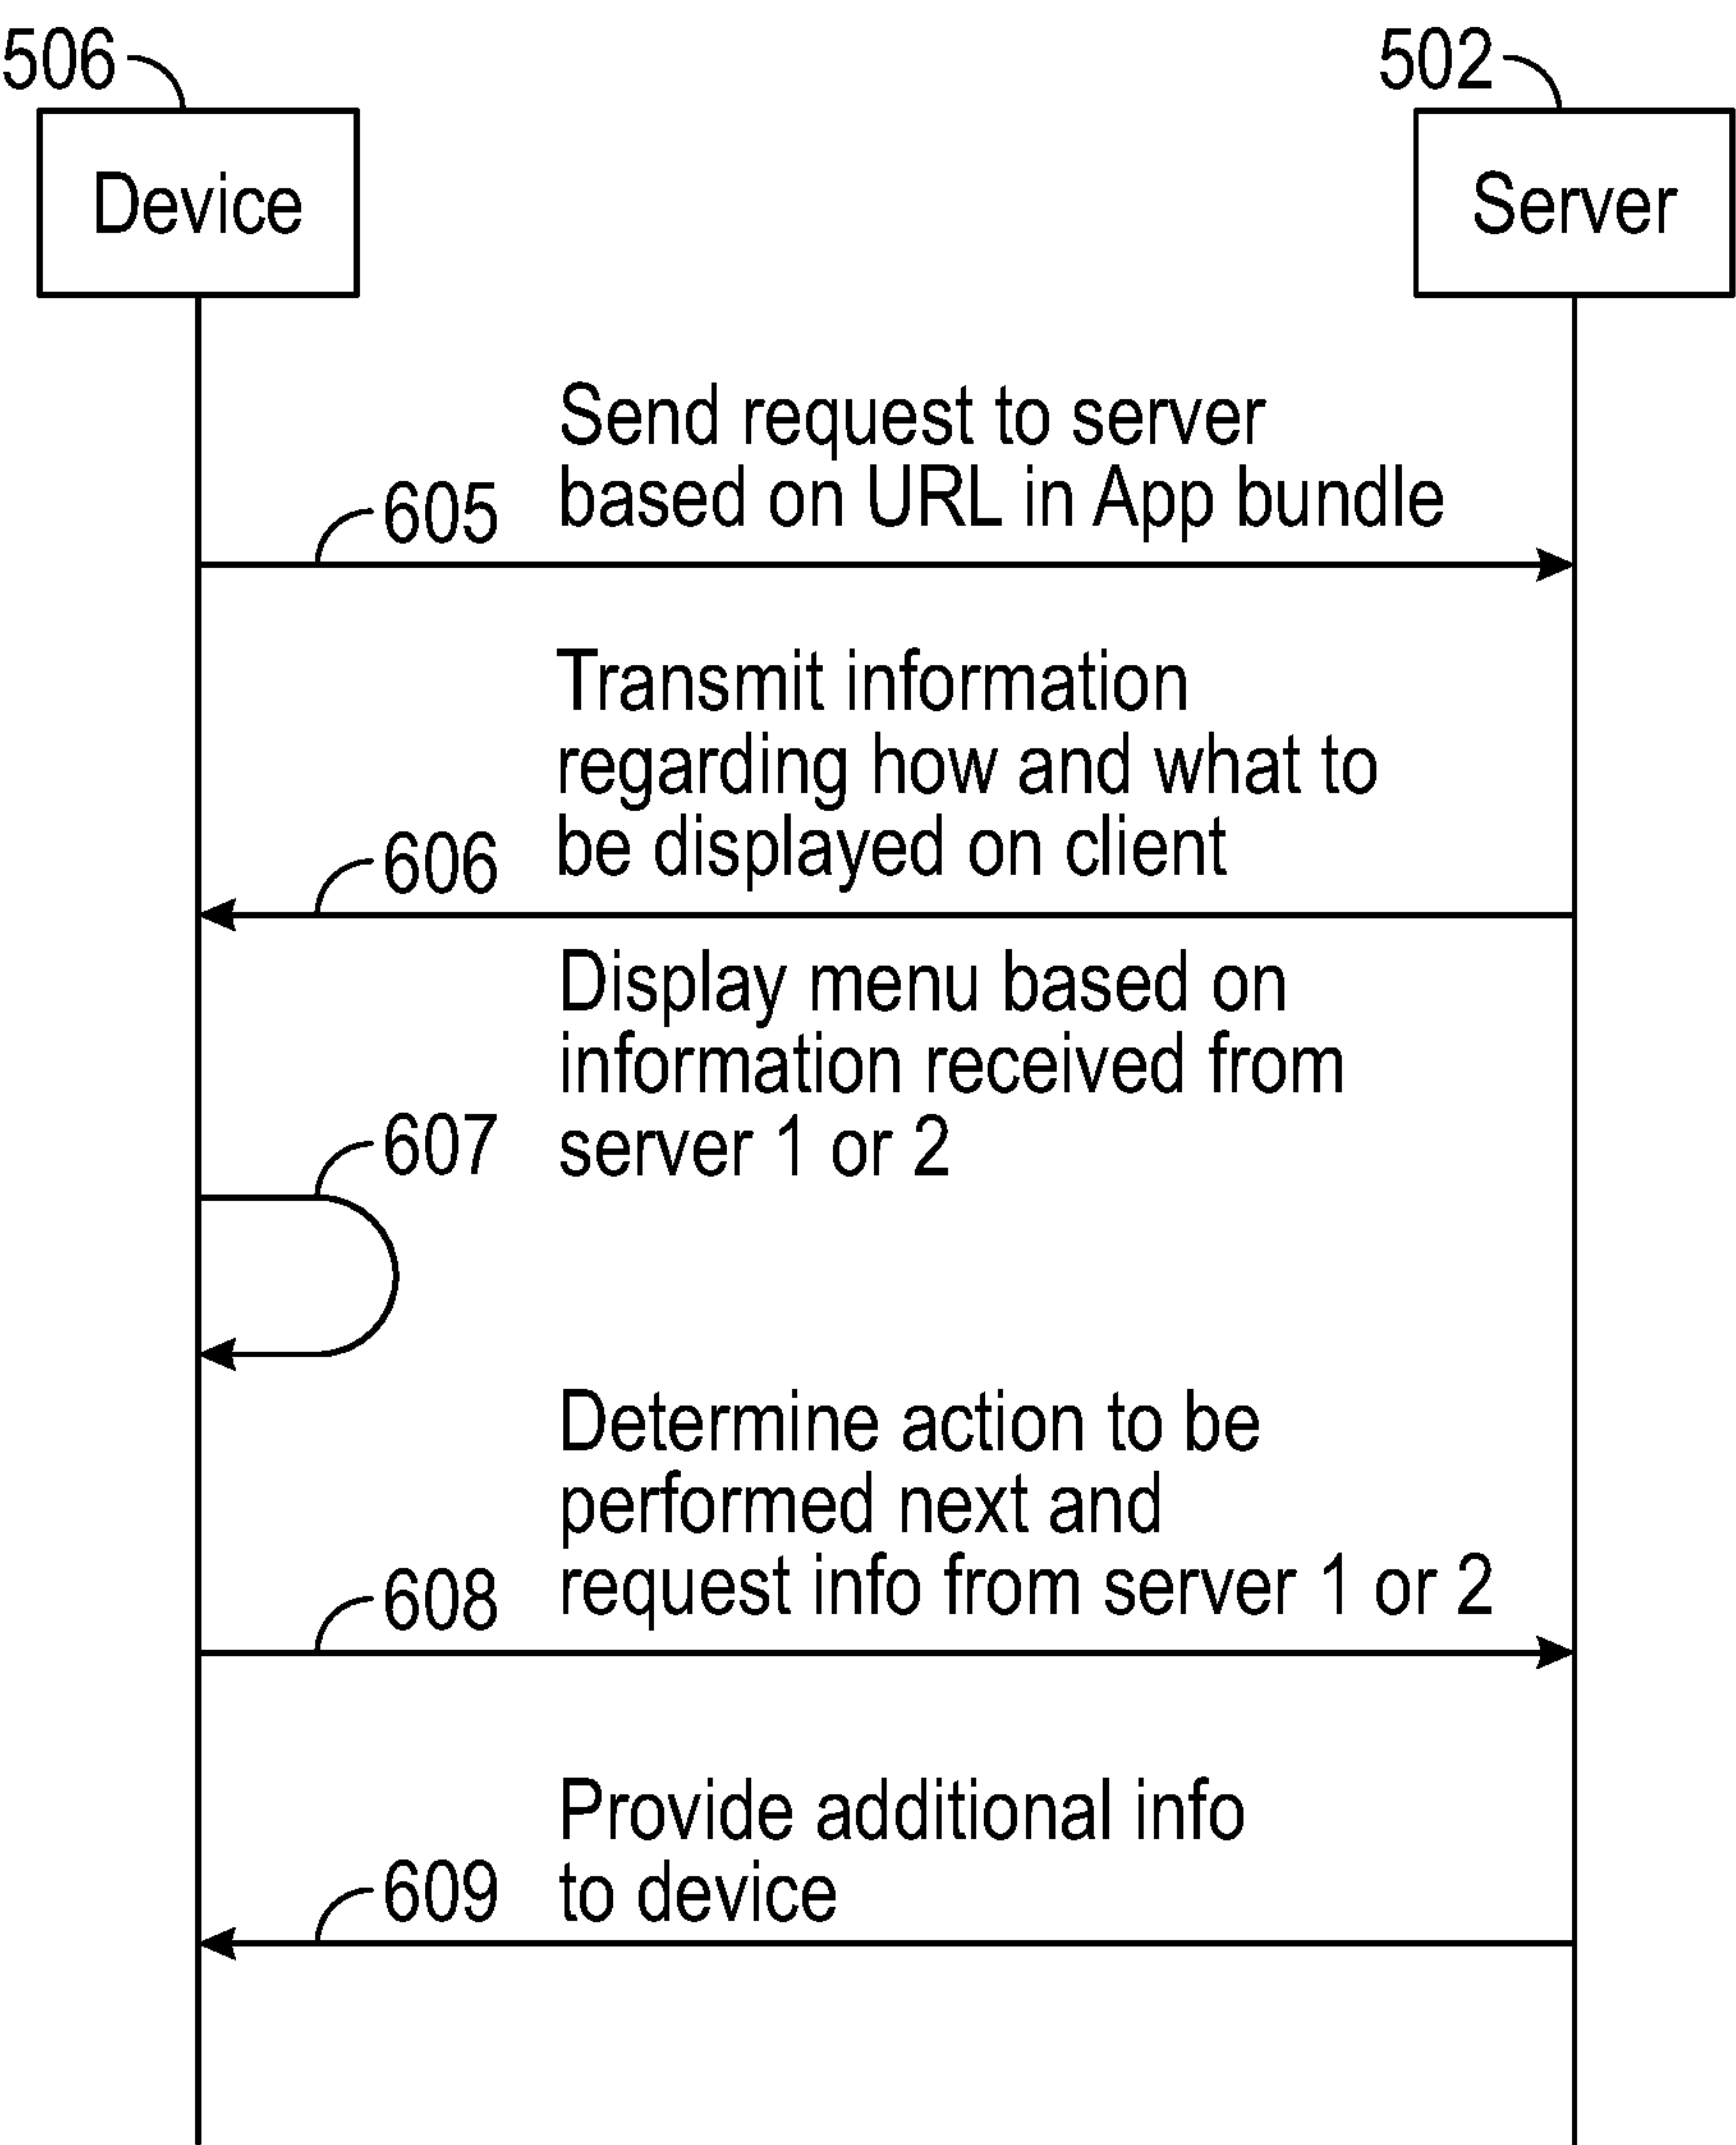 506
502
Device
Server
Send request to server
based on URL in App bundle
605
Transmit information
regarding how and what to
be displayed on client
606
Display menu based on
information received from
server 1 or 2
607
Determine action to be
performed next and
request info from server 1 or 2
608
Provide additional info
to device
609